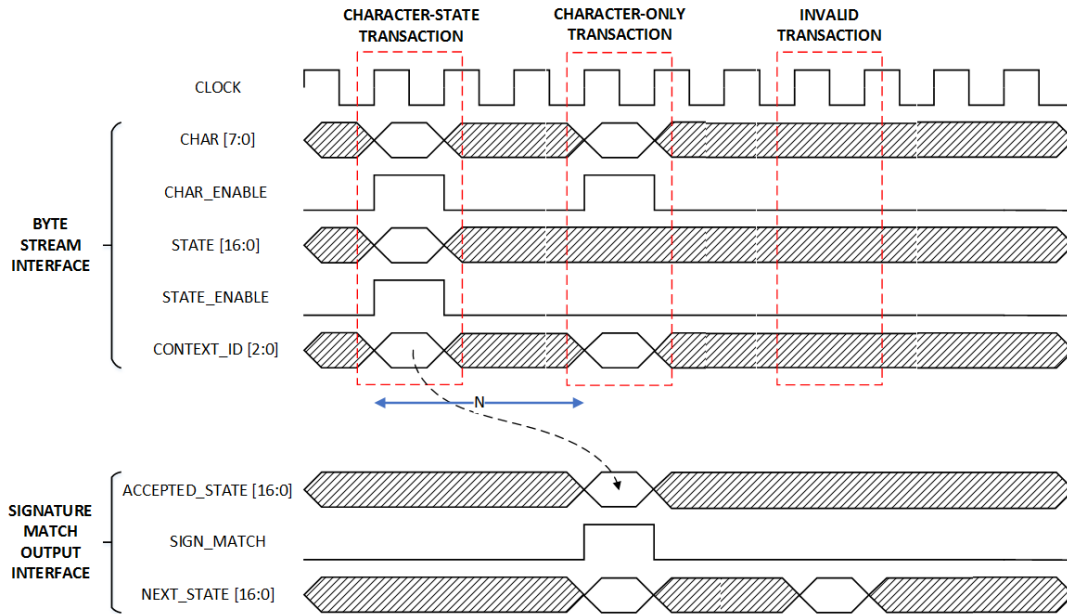 CHARACTER-STATE
TRANSACTION
CHARACTER-ONLY
TRANSACTION
INVALID
TRANSACTION
CLOCK
CHAR [7:0]
CHAR_ENABLE
BYTE
STREAM
INTERFACE
STATE [16:0]
STATE_ENABLE
CONTEXT_ID [2:0]
N
ACCEPTED_STATE [16:0]
SIGNATURE
MATCH
OUTPUT
INTERFACE
SIGN_MATCH
NEXT_STATE [16:0]